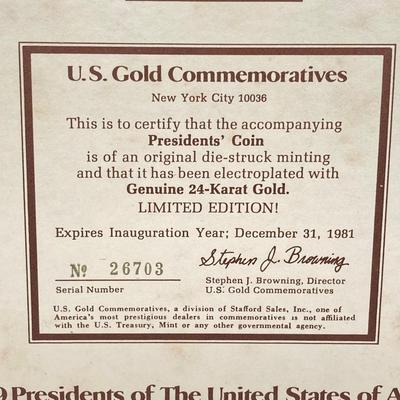 U.S. Gold Commemoratives
New York City 10036
This is to certify that the accompanying
Presidents' Coin
is of an original die-struck minting
and that it has been electroplated with
Genuine 24-Karat Gold.
LIMITED EDITION!
Expires Inauguration Year; December 31, 1981
Nº 26703
Serial Number
Stephen J. Browning
Stephen J. Browning, Director
U.S. Gold Commemoratives
U.S. Gold Commemoratives, a division of Stafford Sales, Inc., one of
America's most prestigious dealers in commemoratives is not affiliated
with the U.S. Treasury, Mint or any other governmental agency.
9 Presidents of The United States of A